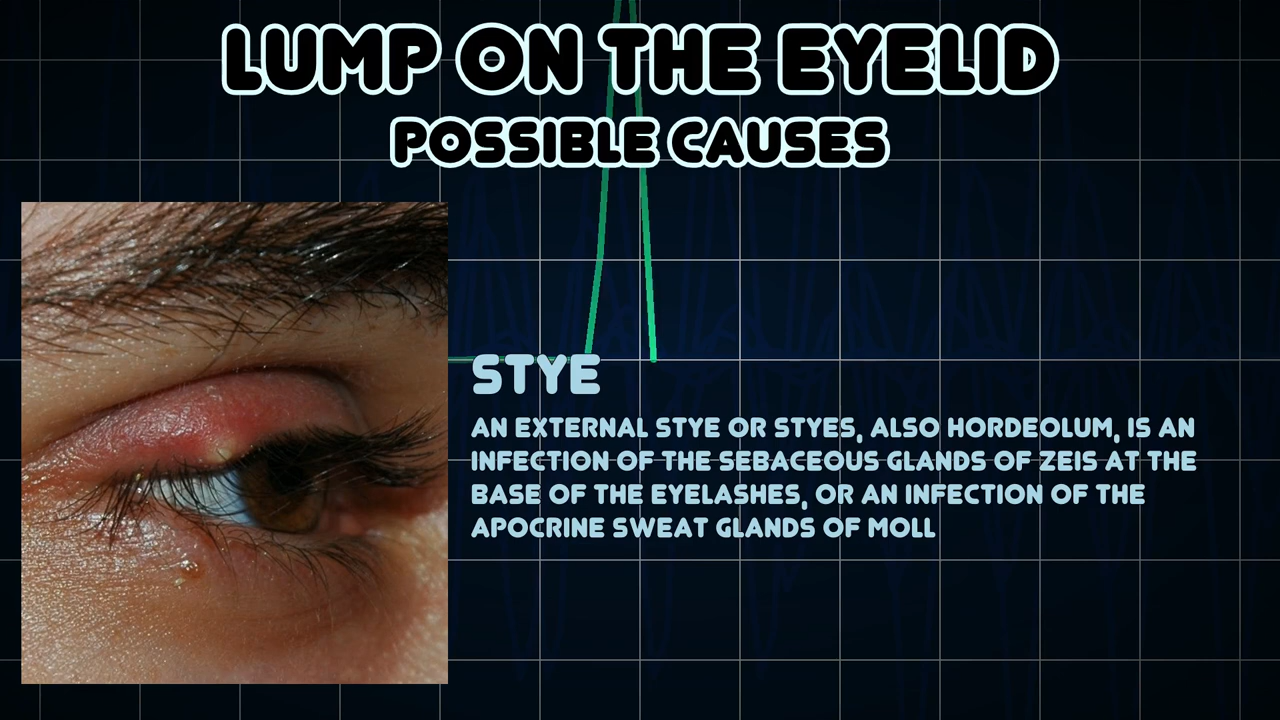 LUMP ON THE EYELID
POSSIBLE CAUSES
STYE
AN EXTERNAL STYE OR STYES, ALSO HORDEOLUM, IS AN
INFECTION OF THE SEBACEOUS GLANDS OF ZEIS AT THE
BASE OF THE EYELASHES, OR AN INFECTION OF THE
APOCRINE SWEAT GLANDS OF MOLL